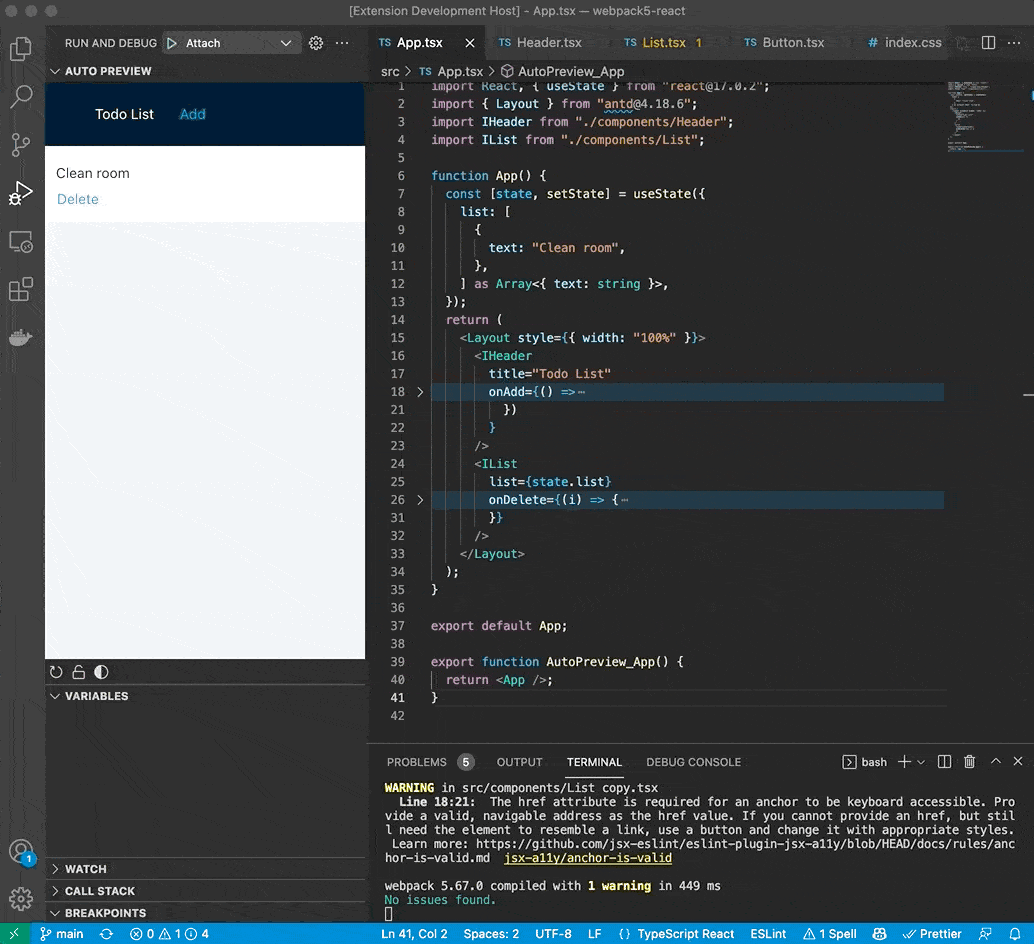 [Extension Development Host] - App.tsx — webpack5-react
RUN AND DEBUG Attach
AUTO PREVIEW
Todo List Add
Clean room
Delete
VARIABLES
WATCH
CALL STACK
BREAKPOINTS
TS App.tsx TS Header.tsx TS List.tsx 1 TS Button.tsx # index.css
src > TS App.tsx > AutoPreview_App
1 import React, { useState } from "react@17.0.2";
2 import { Layout } from "antd@4.18.6";
3 import IHeader from "./components/Header";
4 import IList from "./components/List";
5
6 function App() {
7 const [state, setState] = useState({
8 list: [
9 {
10 text: "Clean room",
11 },
12 ] as Array<{ text: string }>,
13 });
14 return (
15 <Layout style={{ width: "100%" }}>
16 <IHeader
17 title="Todo List"
18 onAdd={() =>⋯
21 })
22 }
23 />
24 <IList
25 list={state.list}
26 onDelete={(i) => {⋯
31 }}
32 />
33 </Layout>
34 );
35 }
36
37 export default App;
38
39 export function AutoPreview_App() {
40 return <App />;
41 }
42
PROBLEMS 5 OUTPUT TERMINAL DEBUG CONSOLE bash
WARNING in src/components/List copy.tsx
Line 18:21: The href attribute is required for an anchor to be keyboard accessible. Pro
vide a valid, navigable address as the href value. If you cannot provide an href, but stil
l need the element to resemble a link, use a button and change it with appropriate styles.
Learn more: https://github.com/jsx-eslint/eslint-plugin-jsx-a11y/blob/HEAD/docs/rules/anc
hor-is-valid.md jsx-a11y/anchor-is-valid
webpack 5.67.0 compiled with 1 warning in 449 ms
No issues found.
1
main 0 1 4 Ln 41, Col 2 Spaces: 2 UTF-8 LF {} TypeScript React ESLint 1 Spell Prettier